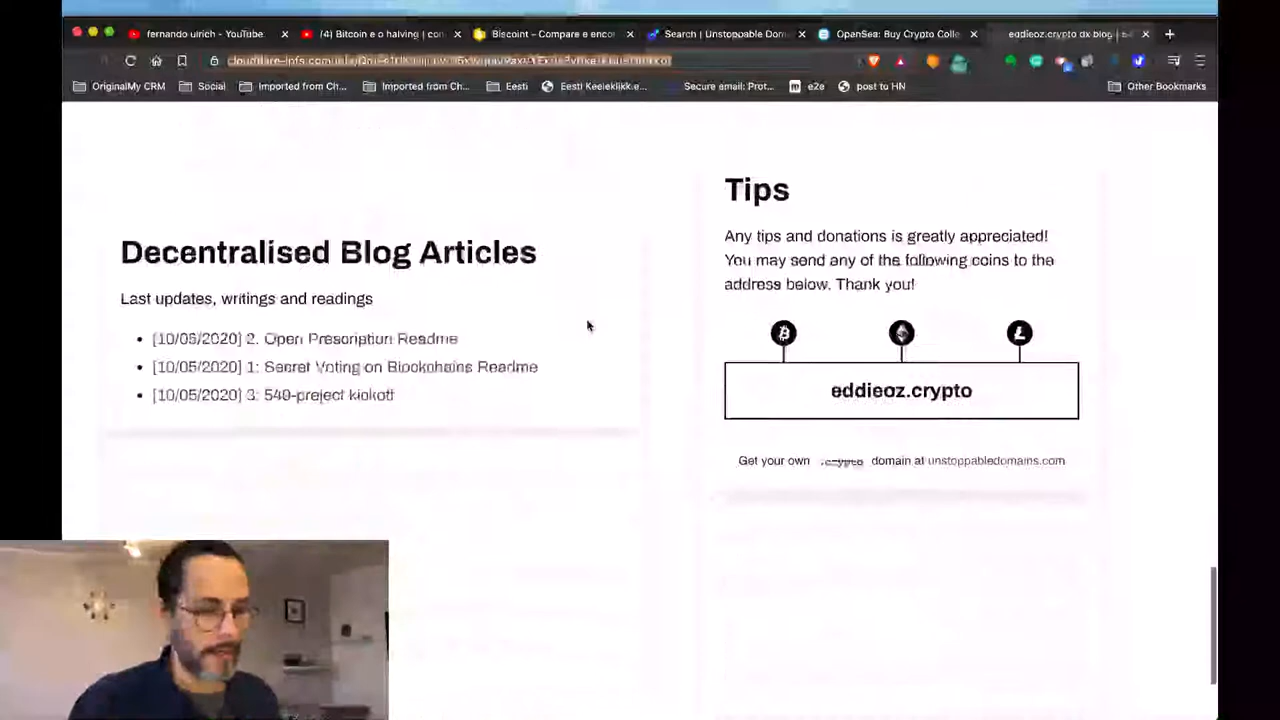 fernando ulrich - YouTube
(4) Bitcoin e o halving | con
Biscoint – Compare e encon
Search | Unstoppable Dom
OpenSea: Buy Crypto Colle
eddieoz.crypto dx blog
OriginalMy CRM
Social
Imported from Ch...
Imported from Ch...
Eesti
Eesti Keeleklikk.e...
Secure email: Prot...
e2e
post to HN
Other Bookmarks
Decentralised Blog Articles
Last updates, writings and readings
[10/05/2020] 2. Open Prescription Readme
[10/05/2020] 1: Secret Voting on Blockchains Readme
[10/05/2020] 3: 540-project kickoff
Tips
Any tips and donations is greatly appreciated!
You may send any of the following coins to the
address below. Thank you!
eddieoz.crypto
Get your own .crypto domain at unstoppabledomains.com